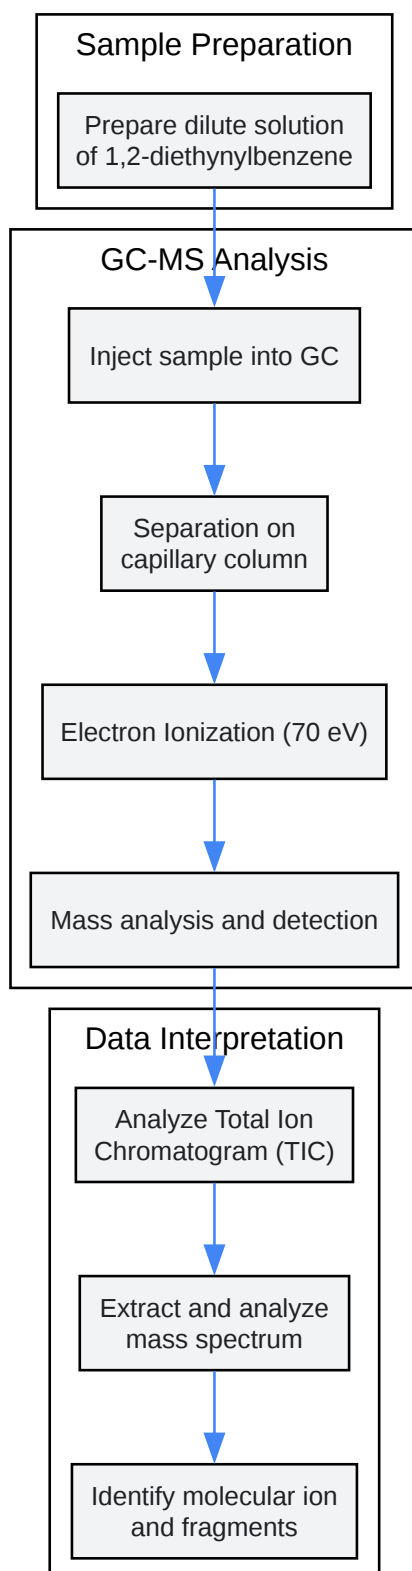 Sample Preparation
Prepare dilute solution
of 1,2-diethynylbenzene
GC-MS Analysis
Inject sample into GC
Separation on
capillary column
Electron Ionization (70 eV)
Mass analysis and detection
Data Interpretation
Analyze Total Ion
Chromatogram (TIC)
Extract and analyze
mass spectrum
Identify molecular ion
and fragments